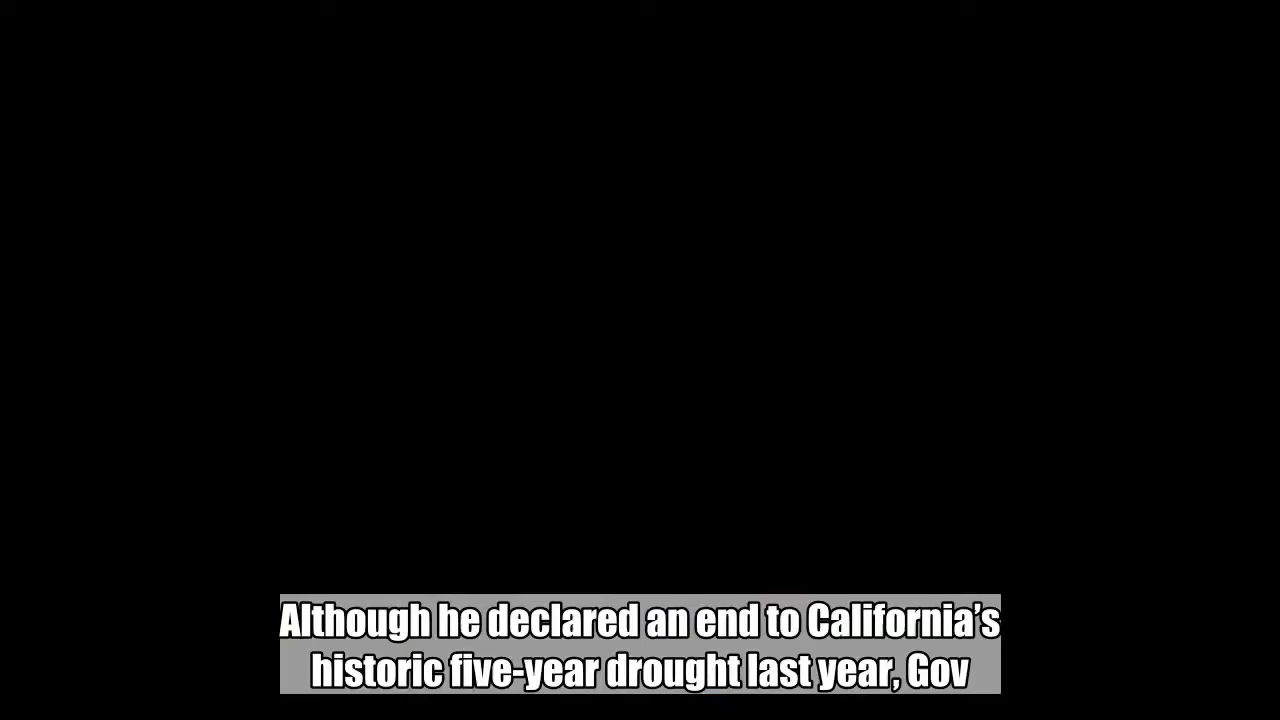 Although he declared an end to California’s
historic five-year drought last year, Gov